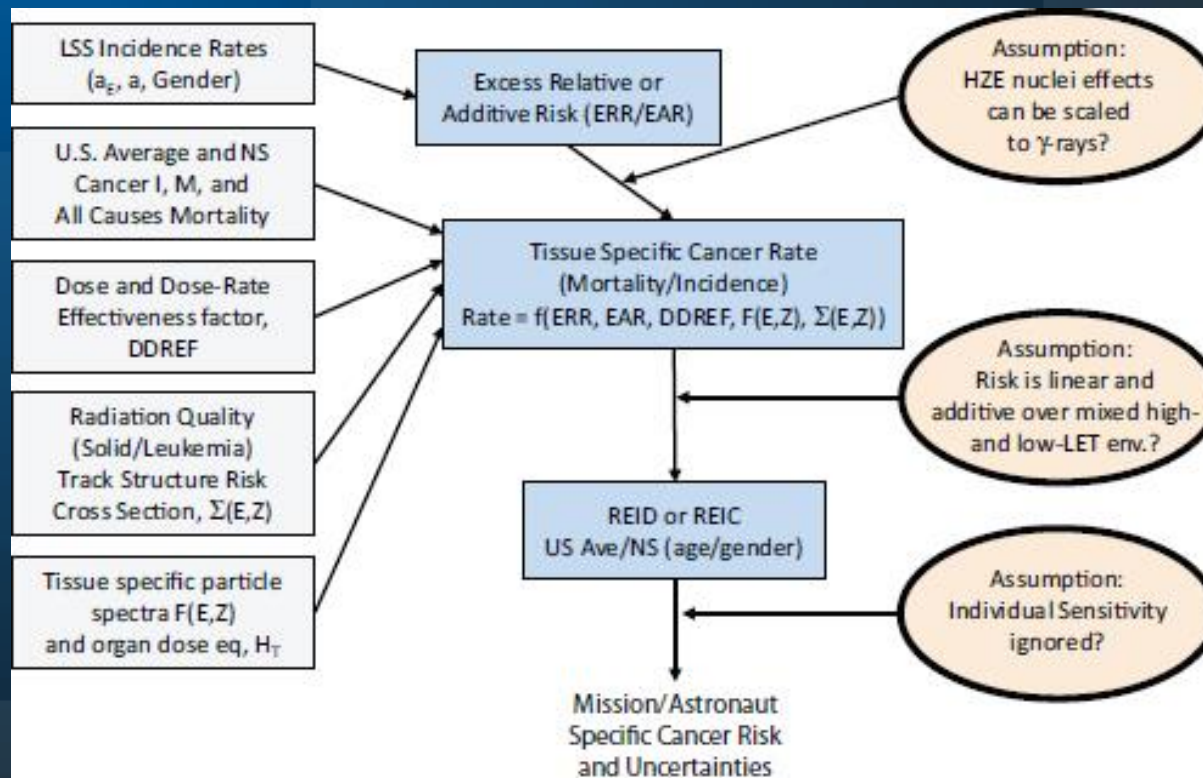 LSS Incidence Rates
(aE, a, Gender)
U.S. Average and NS
Cancer I, M, and
All Causes Mortality
Dose and Dose-Rate
Effectiveness factor,
DDREF
Radiation Quality
(Solid/Leukemia)
Track Structure Risk
Cross Section, Σ(E,Z)
Tissue specific particle
spectra F(E,Z)
and organ dose eq, HT
Excess Relative or
Additive Risk (ERR/EAR)
Tissue Specific Cancer Rate
(Mortality/Incidence)
Rate = f(ERR, EAR, DDREF, F(E,Z), Σ(E,Z))
REID or REIC
US Ave/NS (age/gender)
Mission/Astronaut
Specific Cancer Risk
and Uncertainties
Assumption:
HZE nuclei effects
can be scaled
to γ-rays?
Assumption:
Risk is linear and
additive over mixed high-
and low-LET env.?
Assumption:
Individual Sensitivity
ignored?